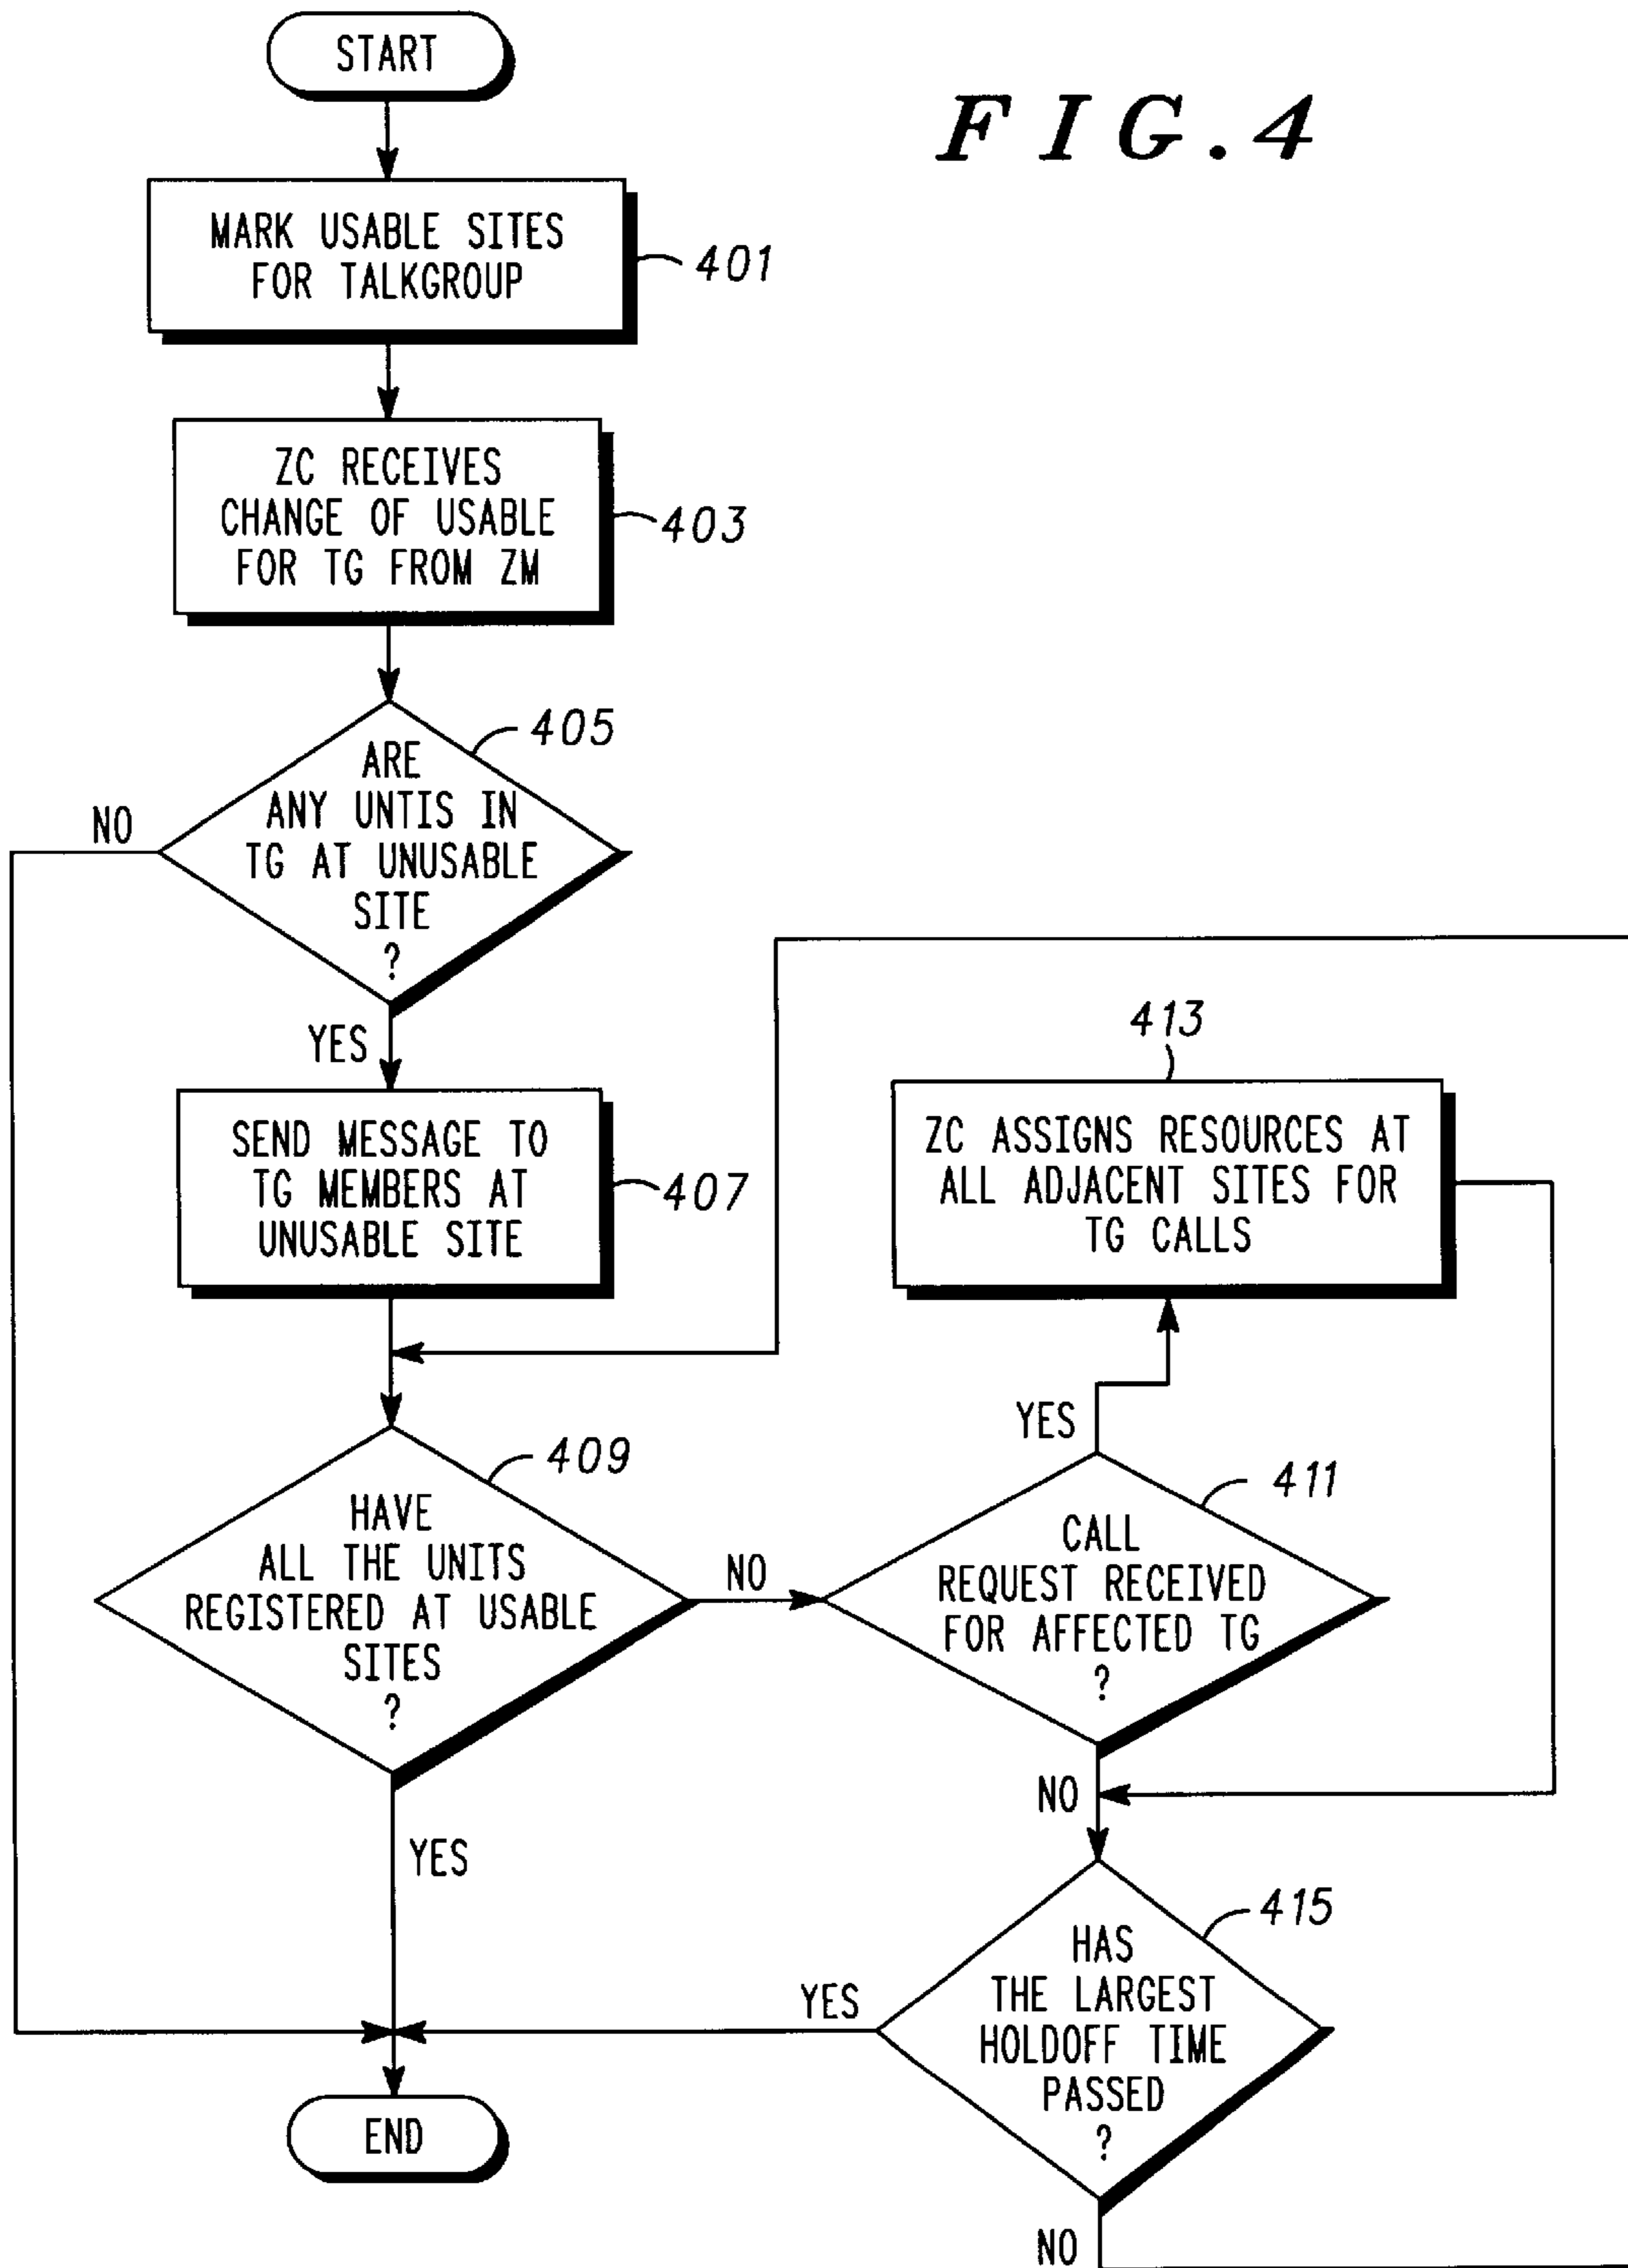 START
FIG.4
MARK USABLE SITES
FOR TALKGROUP
401
ZC RECEIVES
CHANGE OF USABLE
FOR TG FROM ZM
403
405
ARE
ANY UNTIS IN
TG AT UNUSABLE
SITE
?
NO
YES
SEND MESSAGE TO
TG MEMBERS AT
UNUSABLE SITE
407
413
ZC ASSIGNS RESOURCES AT
ALL ADJACENT SITES FOR
TG CALLS
409
HAVE
ALL THE UNITS
REGISTERED AT USABLE
SITES
?
NO
YES
YES
411
CALL
REQUEST RECEIVED
FOR AFFECTED TG
?
NO
415
HAS
THE LARGEST
HOLDOFF TIME
PASSED
?
YES
NO
END